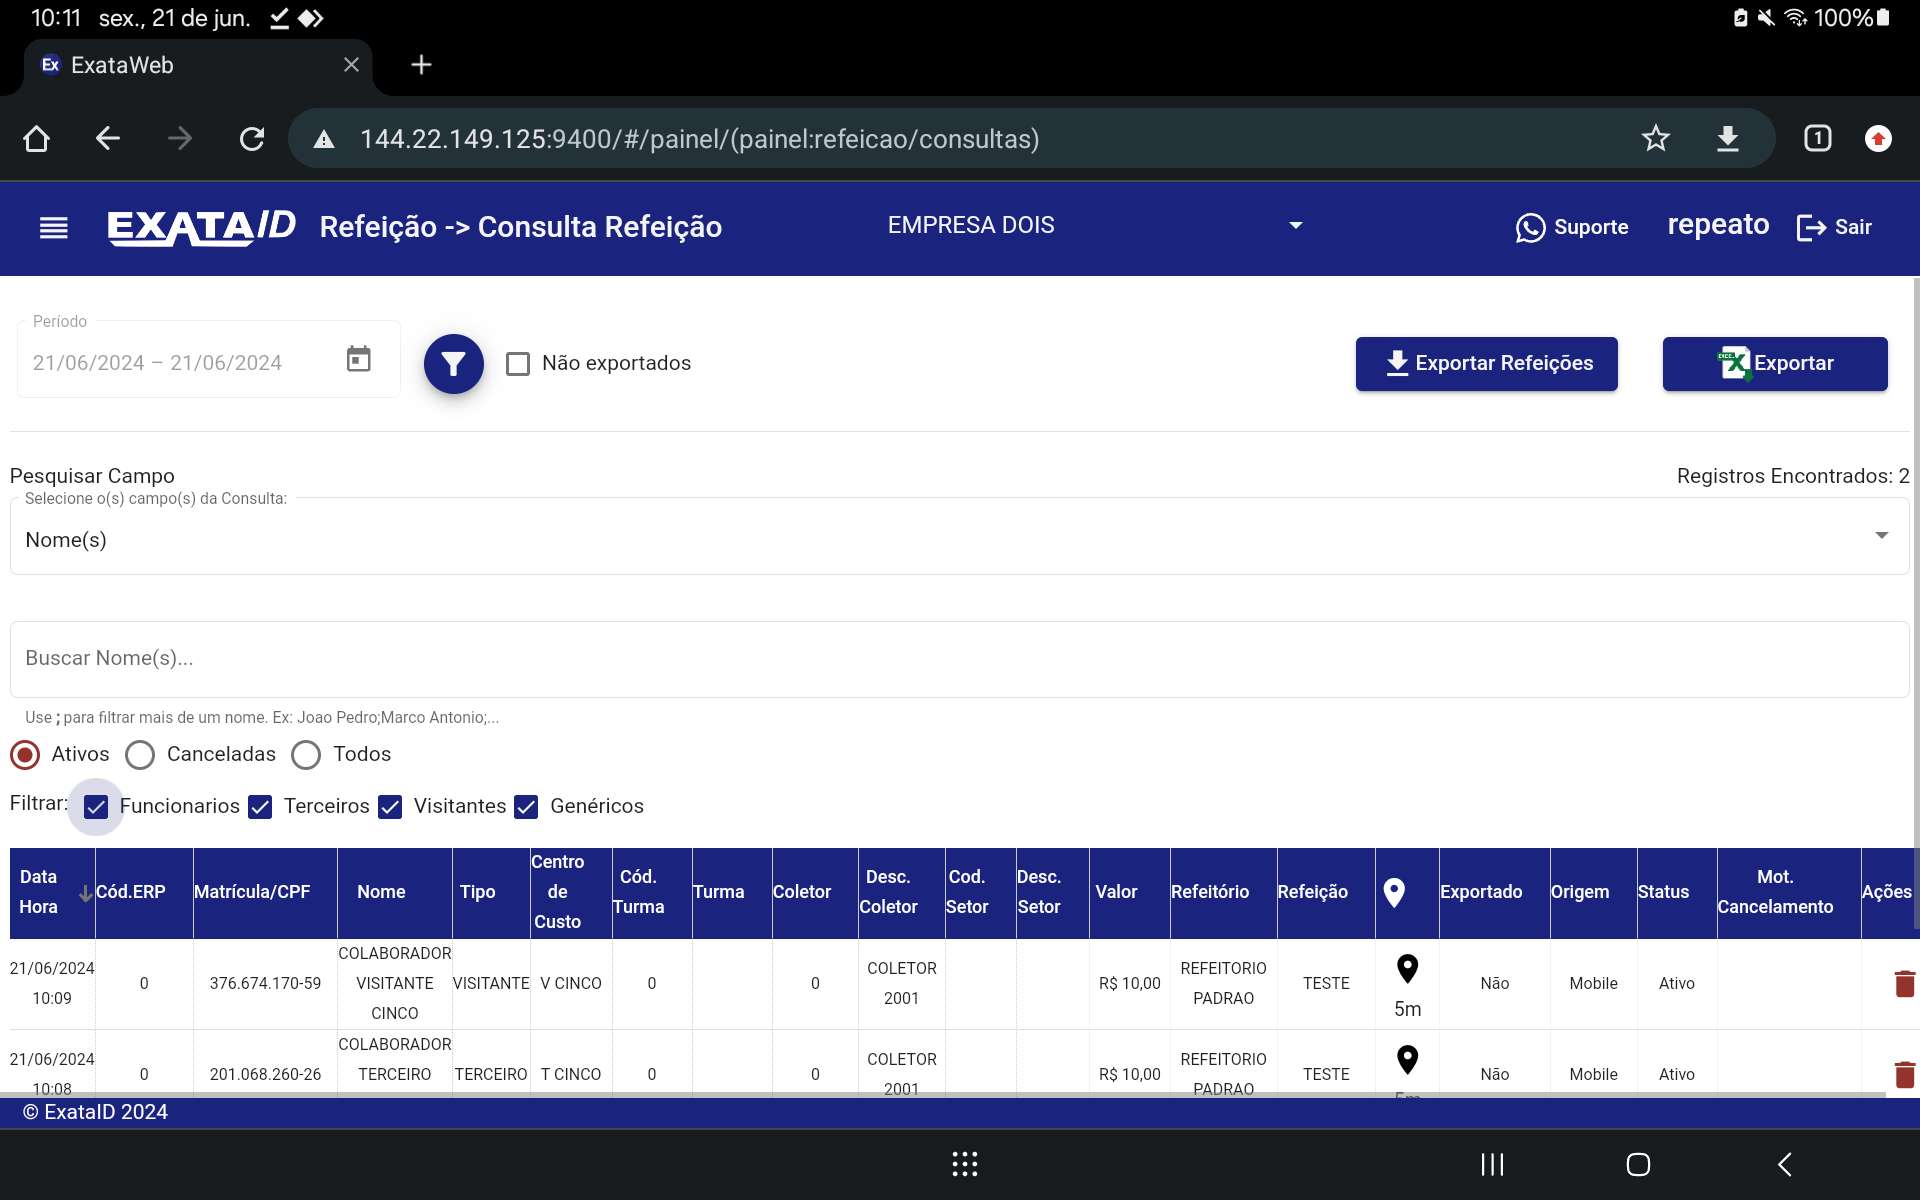 10:11 sex., 21 de jun. 100%
Ex ExataWeb
144.22.149.125:9400/#/painel/(painel:refeicao/consultas) 1
EXATAID Refeição -> Consulta Refeição EMPRESA DOIS Suporte repeato Sair
Período
21/06/2024 – 21/06/2024 Não exportados Exportar Refeições Exportar
Pesquisar Campo Registros Encontrados: 2
Selecione o(s) campo(s) da Consulta:
Nome(s)
Buscar Nome(s)...
Use ; para filtrar mais de um nome. Ex: Joao Pedro;Marco Antonio;...
Ativos Canceladas Todos
Filtrar: Funcionarios Terceiros Visitantes Genéricos
Data Hora Cód.ERP Matrícula/CPF Nome Tipo Centro de Custo Cód. Turma Turma Coletor Desc. Coletor Cod. Setor Desc. Setor Valor Refeitório Refeição Exportado Origem Status Mot. Cancelamento Ações
21/06/2024 10:09 0 376.674.170-59 COLABORADOR VISITANTE CINCO VISITANTE V CINCO 0 0 COLETOR 2001 R$ 10,00 REFEITORIO PADRAO TESTE 5m Não Mobile Ativo
21/06/2024 10:08 0 201.068.260-26 COLABORADOR TERCEIRO TERCEIRO T CINCO 0 0 COLETOR 2001 R$ 10,00 REFEITORIO PADRAO TESTE 5m Não Mobile Ativo
© ExataID 2024